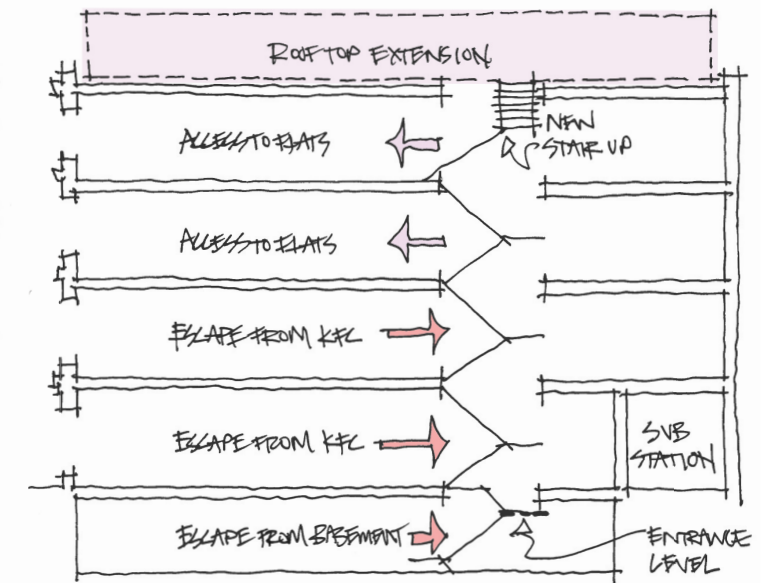 ROOFTOP EXTENSION
ACCESS TO FLATS
NEW
STAIR UP
ACCESS TO FLATS
ESCAPE FROM KFC
ESCAPE FROM KFC
SUB
STATION
ESCAPE FROM BASEMENT
ENTRANCE
LEVEL